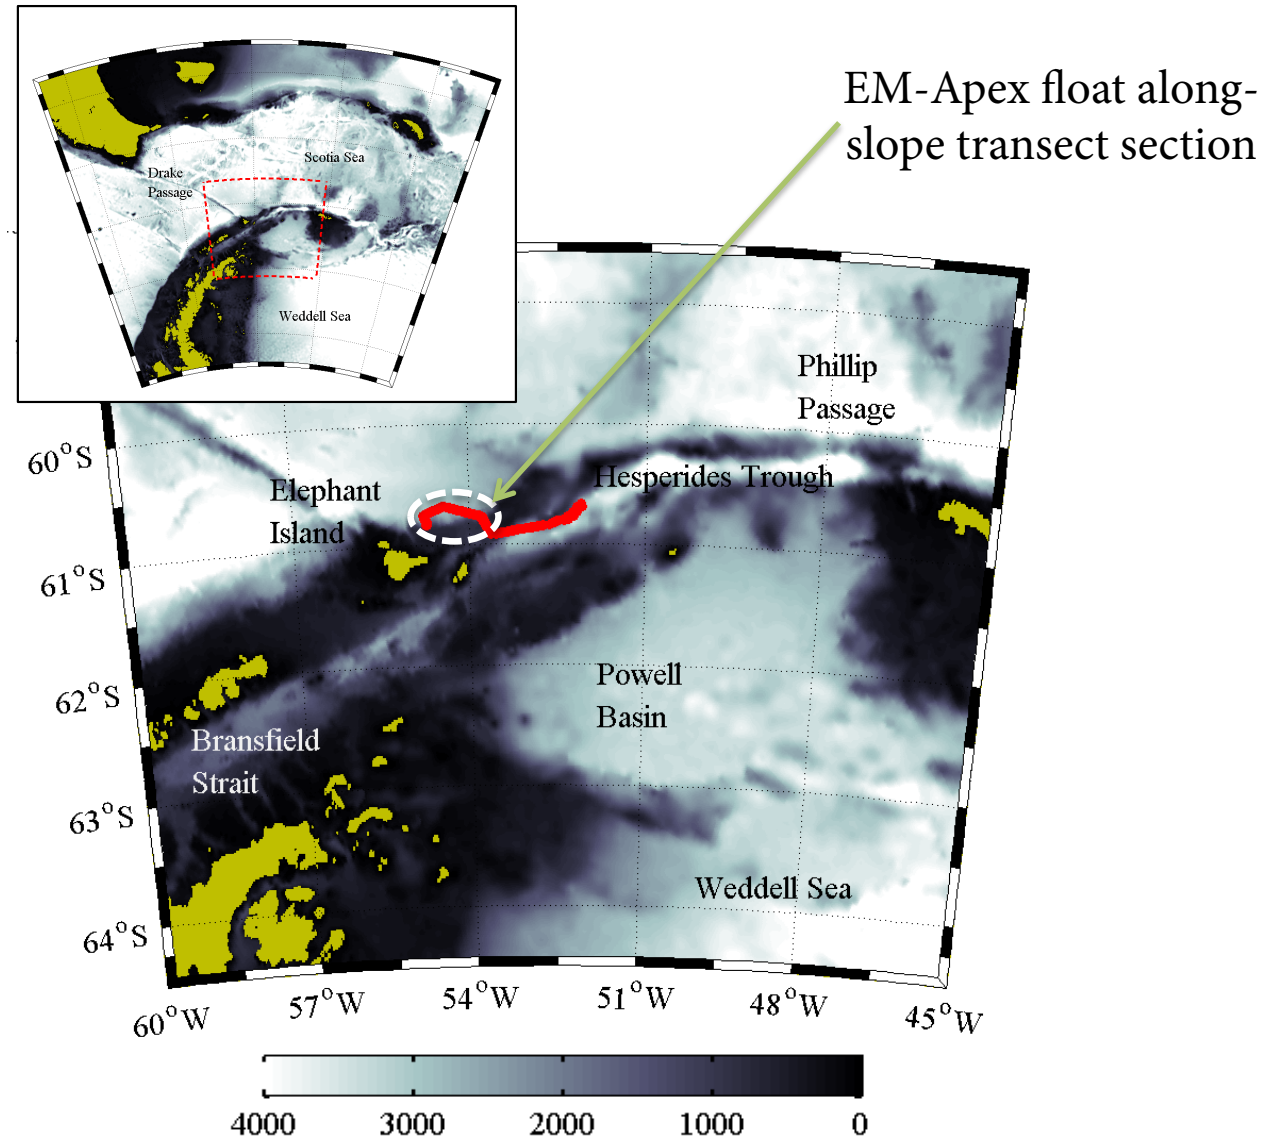 EM-Apex float along-
slope transect section
Scotia Sea
Drake
Passage
Weddell Sea
Phillip
Passage
Hesperides Trough
Elephant
Island
Powell
Basin
Bransfield
Strait
Weddell Sea
60°S
61°S
62°S
63°S
64°S
60°W
57°W
54°W
51°W
48°W
45°W
4000
3000
2000
1000
0